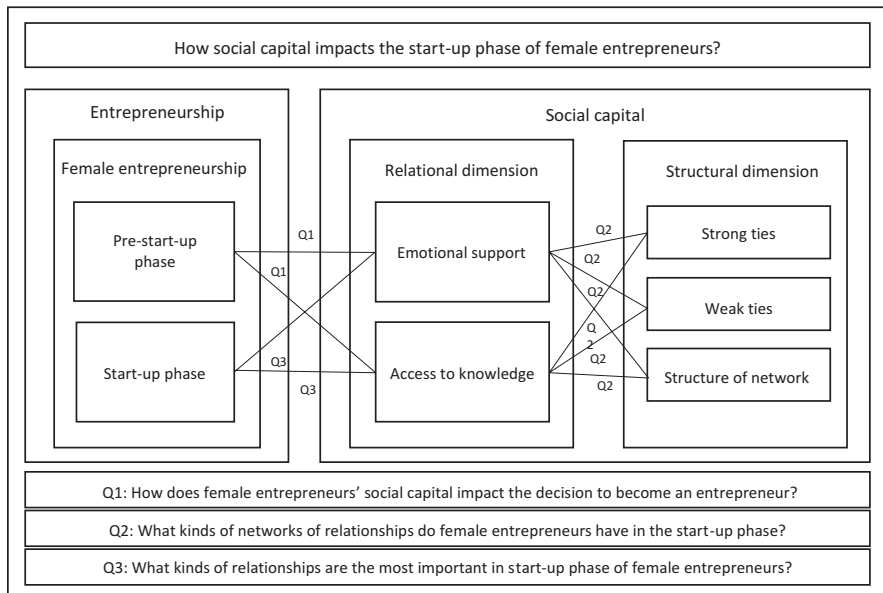 How social capital impacts the start-up phase of female entrepreneurs?
Entrepreneurship
Social capital
Female entrepreneurship
Relational dimension
Structural dimension
Pre-start-up
phase
Q1
Q1
Emotional support
Q2
Q2
Q2
Q
2
Q2
Q2
Strong ties
Weak ties
Start-up phase
Q3
Q3
Access to knowledge
Structure of network
Q1: How does female entrepreneurs’ social capital impact the decision to become an entrepreneur?
Q2: What kinds of networks of relationships do female entrepreneurs have in the start-up phase?
Q3: What kinds of relationships are the most important in start-up phase of female entrepreneurs?